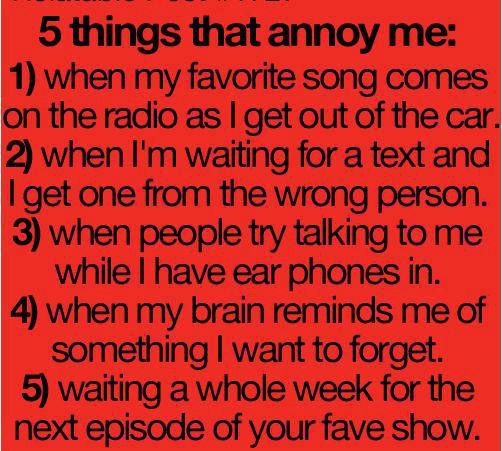 5 things that annoy me:
1) when my favorite song comes
on the radio as I get out of the car.
2) when I'm waiting for a text and
I get one from the wrong person.
3) when people try talking to me
while I have ear phones in.
4) when my brain reminds me of
something I want to forget.
5) waiting a whole week for the
next episode of your fave show.